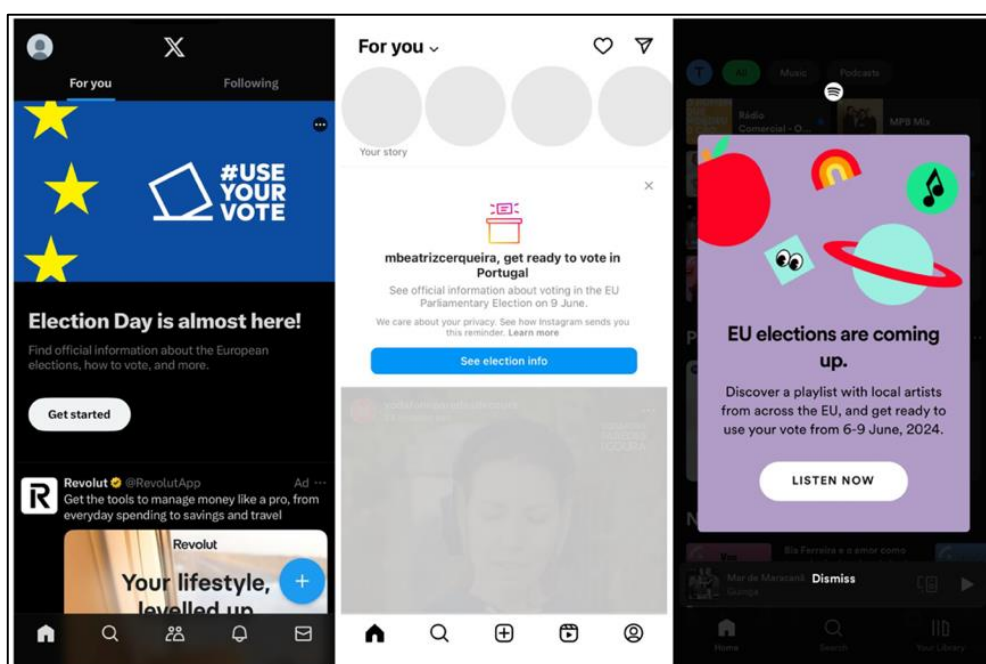 For you
Following
#USE
YOUR
VOTE
Election Day is almost here!
Find official information about the European
elections, how to vote, and more.
Get started
Revolut @RevolutApp
Ad
Get the tools to manage money like a pro, from
everyday spending to savings and travel
Revolut
Your lifestyle,
levelled up
For you
Your story
mbeatrizcerqueira, get ready to vote in
Portugal
See official information about voting in the EU
Parliamentary Election on 9 June.
We care about your privacy. See how Instagram sends you
this reminder. Learn more
See election info
T
All
Music
Podcasts
Rádio
Comercial - O...
MPB Mix
EU elections are coming
up.
Discover a playlist with local artists
from across the EU, and get ready to
use your vote from 6-9 June, 2024.
LISTEN NOW
Bia Ferreira e o amor como
Mar de Maracanã
Guinga
Dismiss
Home
Search
Your Library